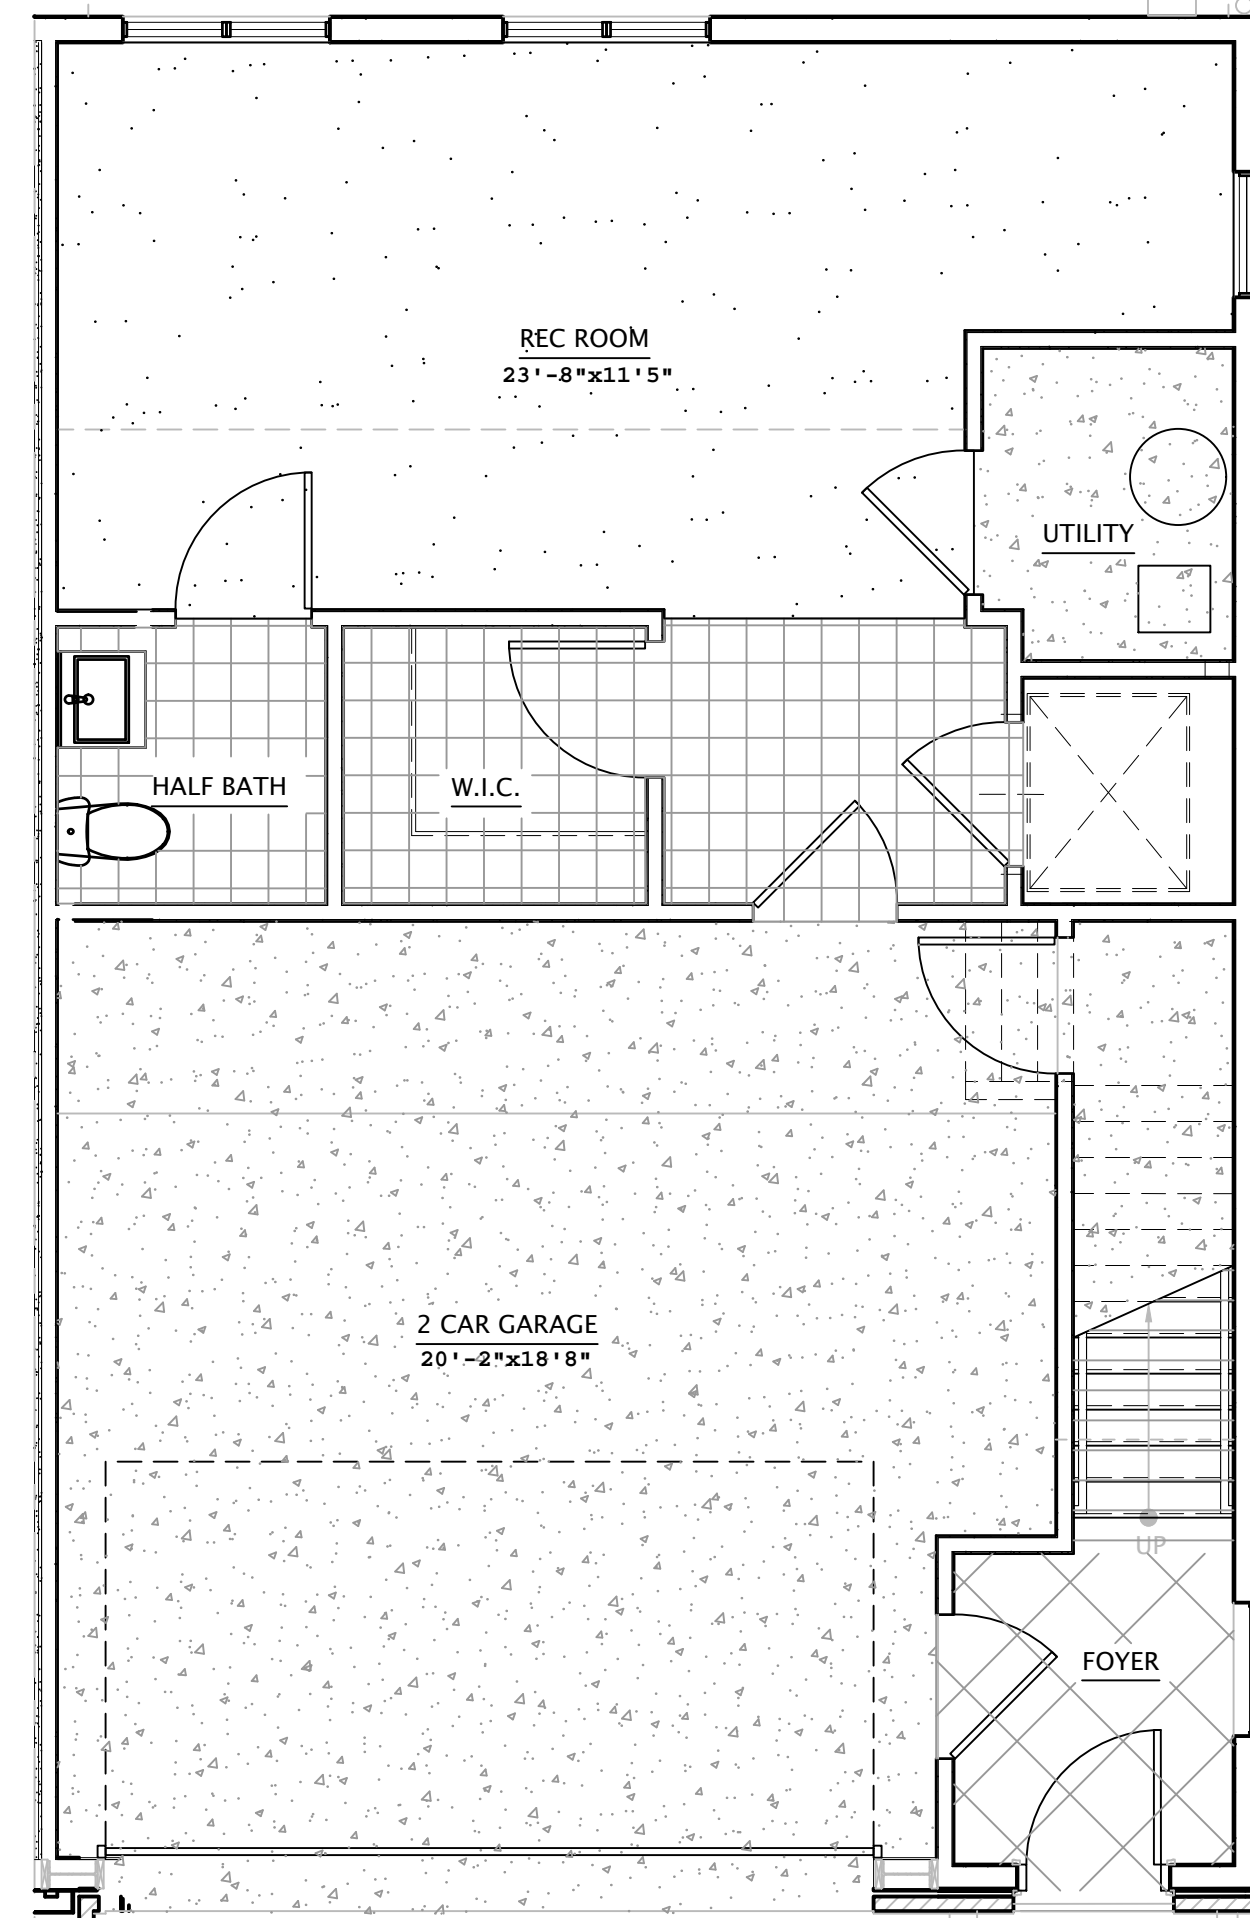 REC ROOM
23'-8"x11'5"
UTILITY
HALF BATH
W.I.C.
2 CAR GARAGE
20'-2"x18'8"
UP
FOYER